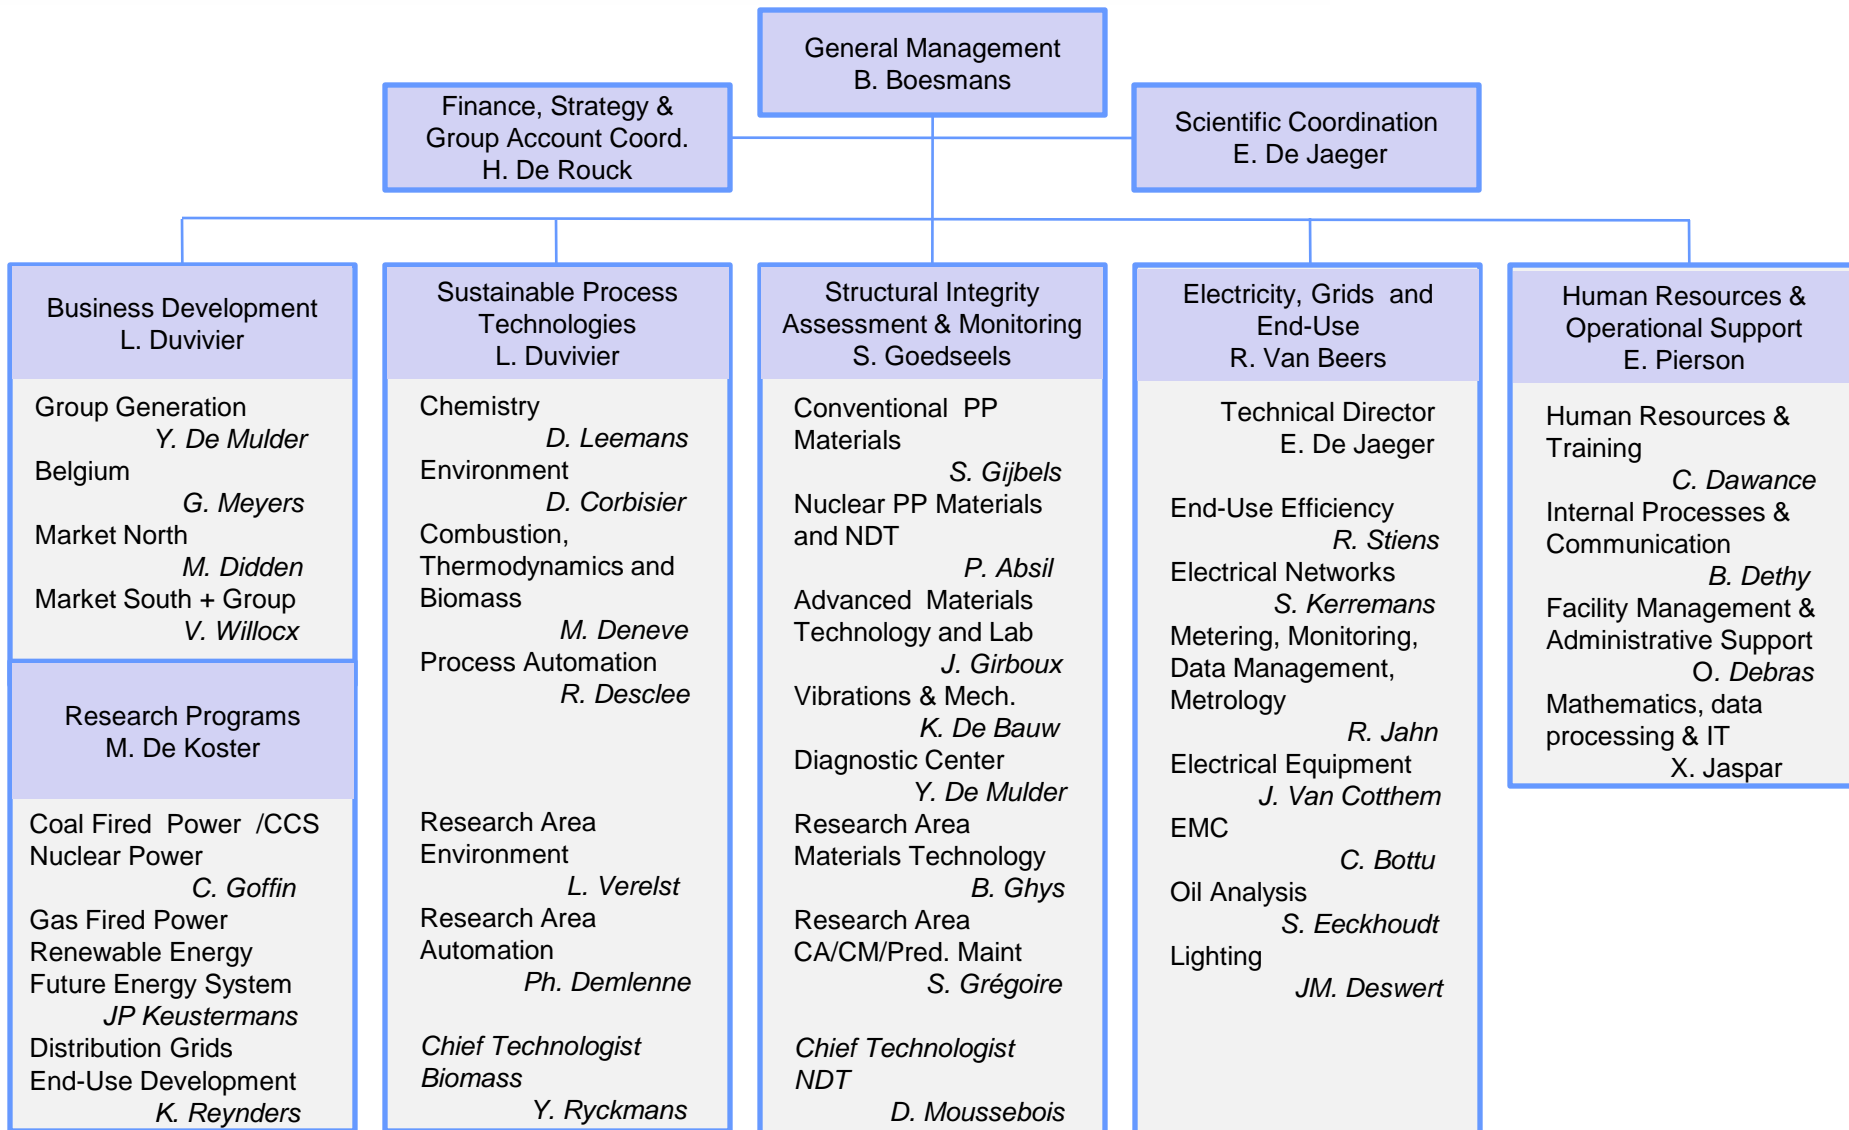 General Management
B. Boesmans
Finance, Strategy &
Group Account Coord.
H. De Rouck
Scientific Coordination
E. De Jaeger
Business Development
L. Duvivier
Group Generation
Y. De Mulder
Belgium
G. Meyers
Market North
M. Didden
Market South + Group
V. Willocx
Research Programs
M. De Koster
Coal Fired Power /CCS
Nuclear Power
C. Goffin
Gas Fired Power
Renewable Energy
Future Energy System
JP Keustermans
Distribution Grids
End-Use Development
K. Reynders
Sustainable Process
Technologies
L. Duvivier
Chemistry
D. Leemans
Environment
D. Corbisier
Combustion,
Thermodynamics and
Biomass
M. Deneve
Process Automation
R. Desclee
Research Area
Environment
L. Verelst
Research Area
Automation
Ph. Demlenne
Chief Technologist
Biomass
Y. Ryckmans
Structural Integrity
Assessment & Monitoring
S. Goedseels
Conventional PP
Materials
S. Gijbels
Nuclear PP Materials
and NDT
P. Absil
Advanced Materials
Technology and Lab
J. Girboux
Vibrations & Mech.
K. De Bauw
Diagnostic Center
Y. De Mulder
Research Area
Materials Technology
B. Ghys
Research Area
CA/CM/Pred. Maint
S. Grégoire
Chief Technologist
NDT
D. Moussebois
Electricity, Grids and
End-Use
R. Van Beers
Technical Director
E. De Jaeger
End-Use Efficiency
R. Stiens
Electrical Networks
S. Kerremans
Metering, Monitoring,
Data Management,
Metrology
R. Jahn
Electrical Equipment
J. Van Cotthem
EMC
C. Bottu
Oil Analysis
S. Eeckhoudt
Lighting
JM. Deswert
Human Resources &
Operational Support
E. Pierson
Human Resources &
Training
C. Dawance
Internal Processes &
Communication
B. Dethy
Facility Management &
Administrative Support
O. Debras
Mathematics, data
processing & IT
X. Jaspar